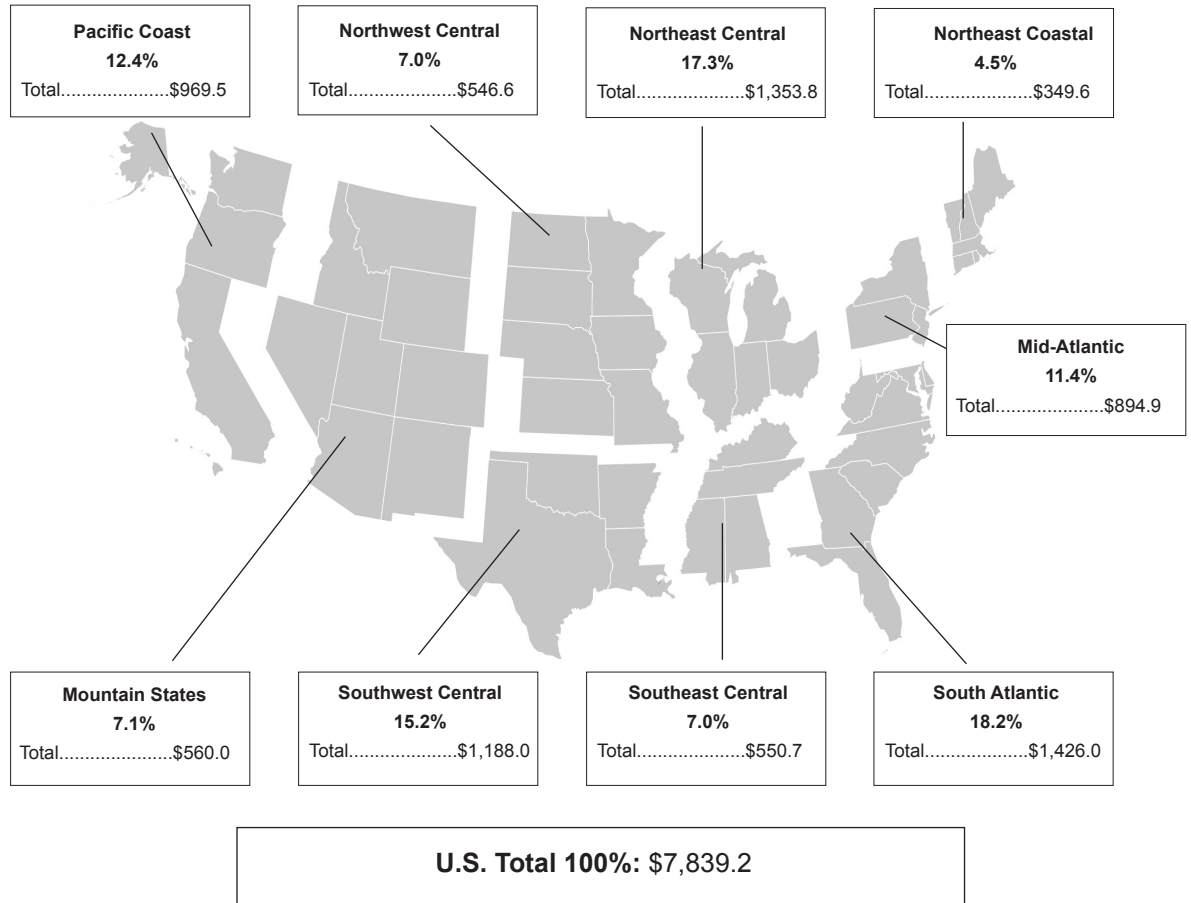 Pacific Coast
12.4%
Total.....................$969.5
Northwest Central
7.0%
Total.....................$546.6
Northeast Central
17.3%
Total.....................$1,353.8
Northeast Coastal
4.5%
Total.....................$349.6
Mid-Atlantic
11.4%
Total.....................$894.9
Mountain States
7.1%
Total......................$560.0
Southwest Central
15.2%
Total.....................$1,188.0
Southeast Central
7.0%
Total.....................$550.7
South Atlantic
18.2%
Total.....................$1,426.0
U.S. Total 100%: $7,839.2